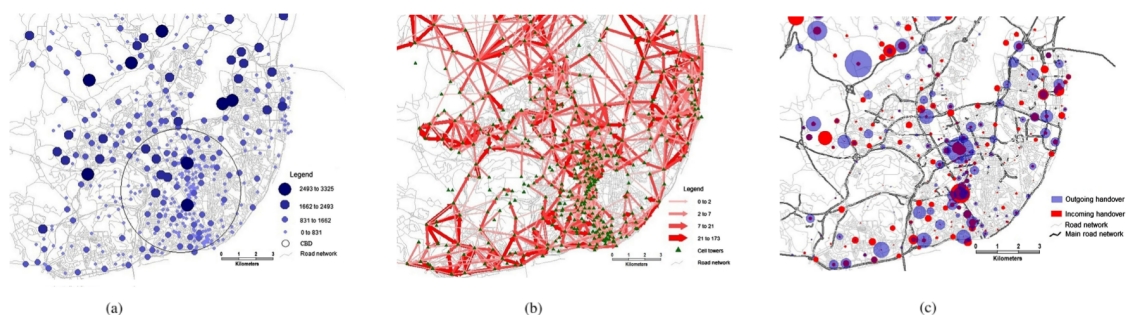 Legend
2493 to 3325
1662 to 2493
831 to 1662
0 to 831
CBD
Road network
0 1 2 3
Kilometers
(a)
Legend
0 to 2
2 to 7
7 to 21
21 to 173
Cell towers
Road network
0 1 2 3
Kilometers
(b)
Outgoing handover
Incoming handover
Road network
Main road network
0 1 2 3
Kilometers
(c)